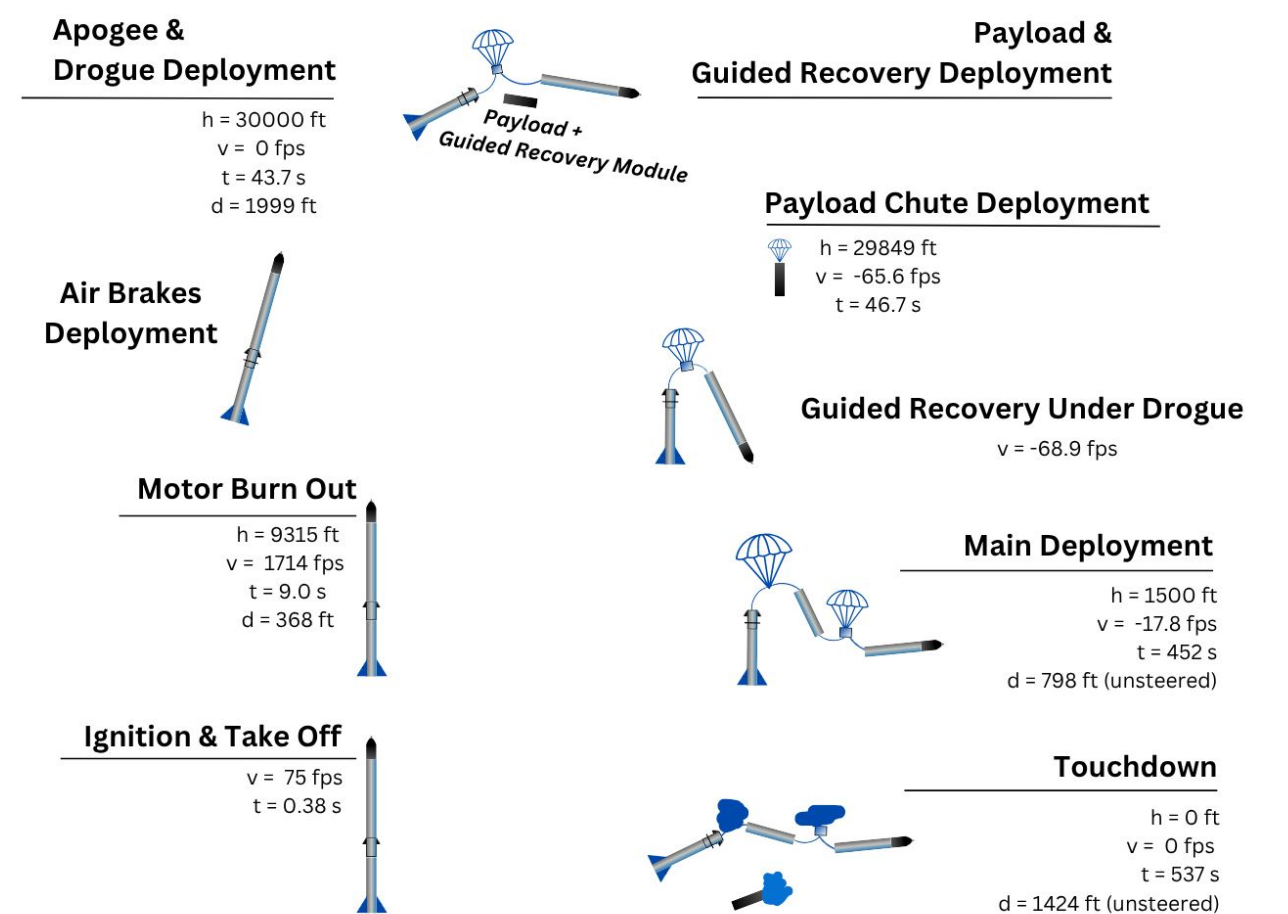 Apogee &
Drogue Deployment
h = 30000 ft
v =  0 fps
t = 43.7 s
d = 1999 ft
Payload +
Guided Recovery Module
Payload &
Guided Recovery Deployment
Payload Chute Deployment
h = 29849 ft
v =  -65.6 fps
t = 46.7 s
Air Brakes
Deployment
Guided Recovery Under Drogue
v = -68.9 fps
Motor Burn Out
h = 9315 ft
v =  1714 fps
t = 9.0 s
d = 368 ft
Main Deployment
h = 1500 ft
v =  -17.8 fps
t = 452 s
d = 798 ft (unsteered)
Ignition & Take Off
v =  75 fps
t = 0.38 s
Touchdown
h = 0 ft
v =  0 fps
t = 537 s
d = 1424 ft (unsteered)